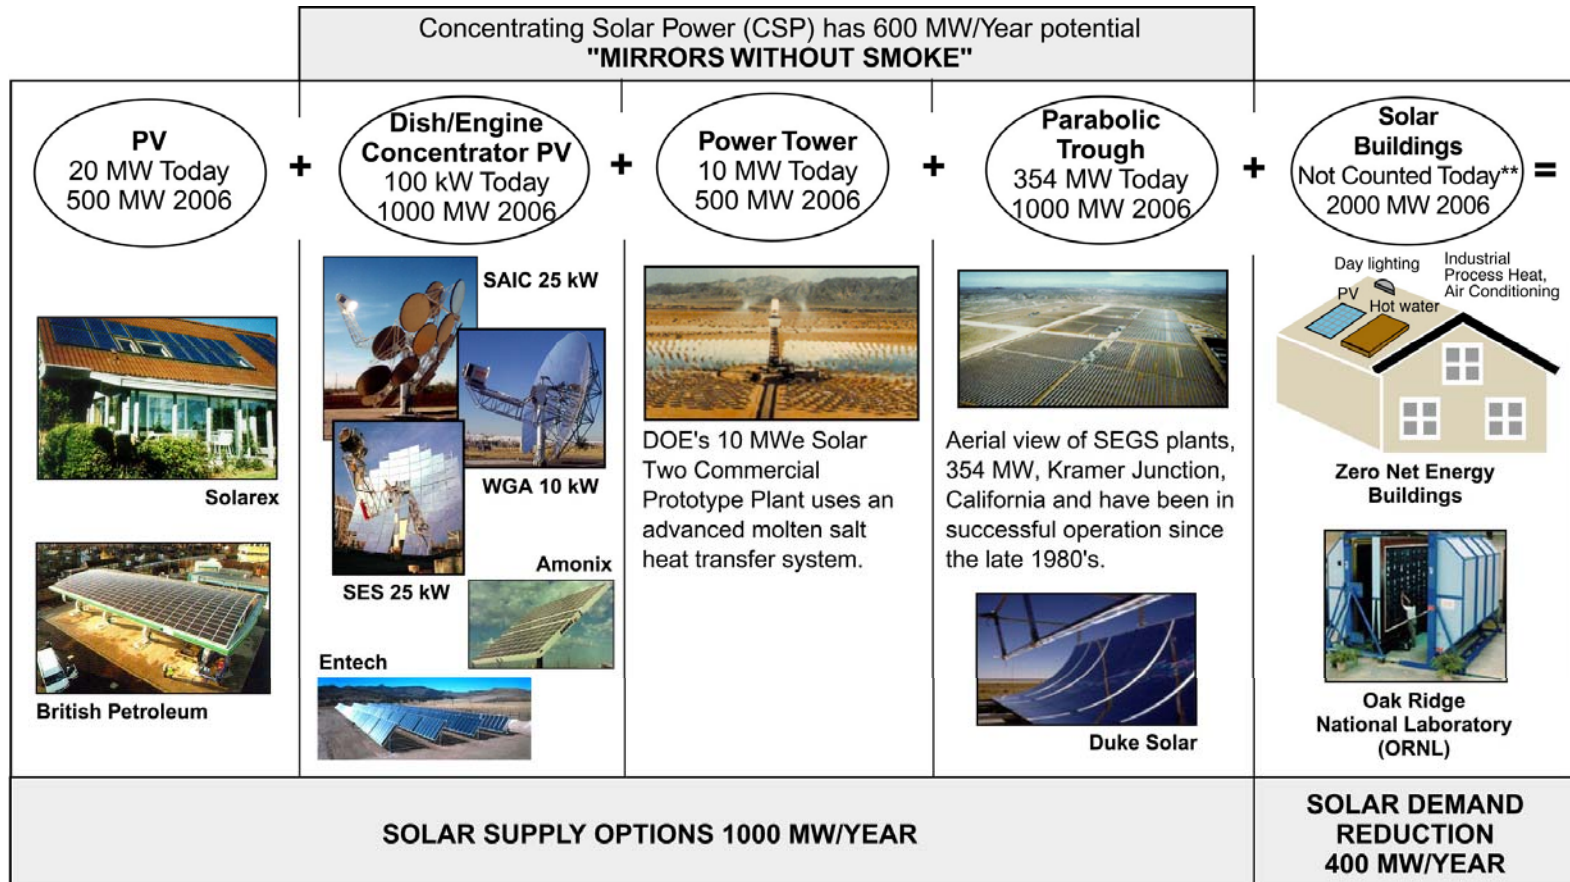 Concentrating Solar Power (CSP) has 600 MW/Year potential
"MIRRORS WITHOUT SMOKE"
PV
20 MW Today
500 MW 2006
+
Dish/Engine
Concentrator PV
100 kW Today
1000 MW 2006
+
Power Tower
10 MW Today
500 MW 2006
+
Parabolic
Trough
354 MW Today
1000 MW 2006
+
Solar
Buildings
Not Counted Today**
2000 MW 2006
=
Solarex
British Petroleum
SAIC 25 kW
WGA 10 kW
SES 25 kW
Amonix
Entech
DOE's 10 MWe Solar
Two Commercial
Prototype Plant uses an
advanced molten salt
heat transfer system.
Aerial view of SEGS plants,
354 MW, Kramer Junction,
California and have been in
successful operation since
the late 1980's.
Duke Solar
Day lighting
PV
Hot water
Industrial
Process Heat,
Air Conditioning
Zero Net Energy
Buildings
Oak Ridge
National Laboratory
(ORNL)
SOLAR SUPPLY OPTIONS 1000 MW/YEAR
SOLAR DEMAND
REDUCTION
400 MW/YEAR